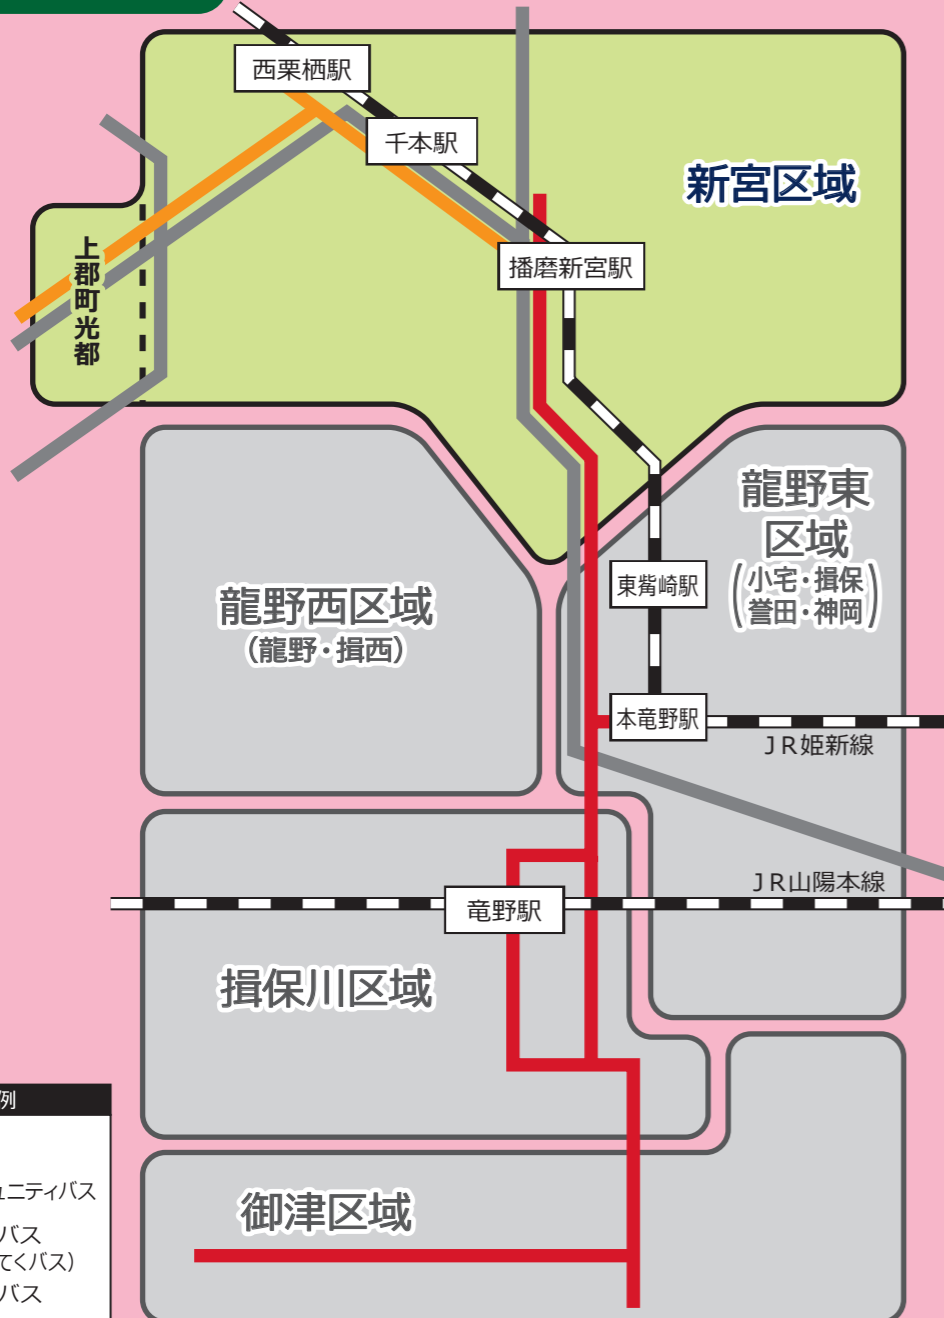 西栗栖駅
千本駅
新宮区域
播磨新宮駅
上郡町光都
龍野東
区域
(小宅・揖保
誉田・神岡)
東觜崎駅
龍野西区域
(龍野・揖西)
本竜野駅
JR姫新線
JR山陽本線
竜野駅
揖保川区域
例
ュニティバス
バス
てくバス)
バス
御津区域